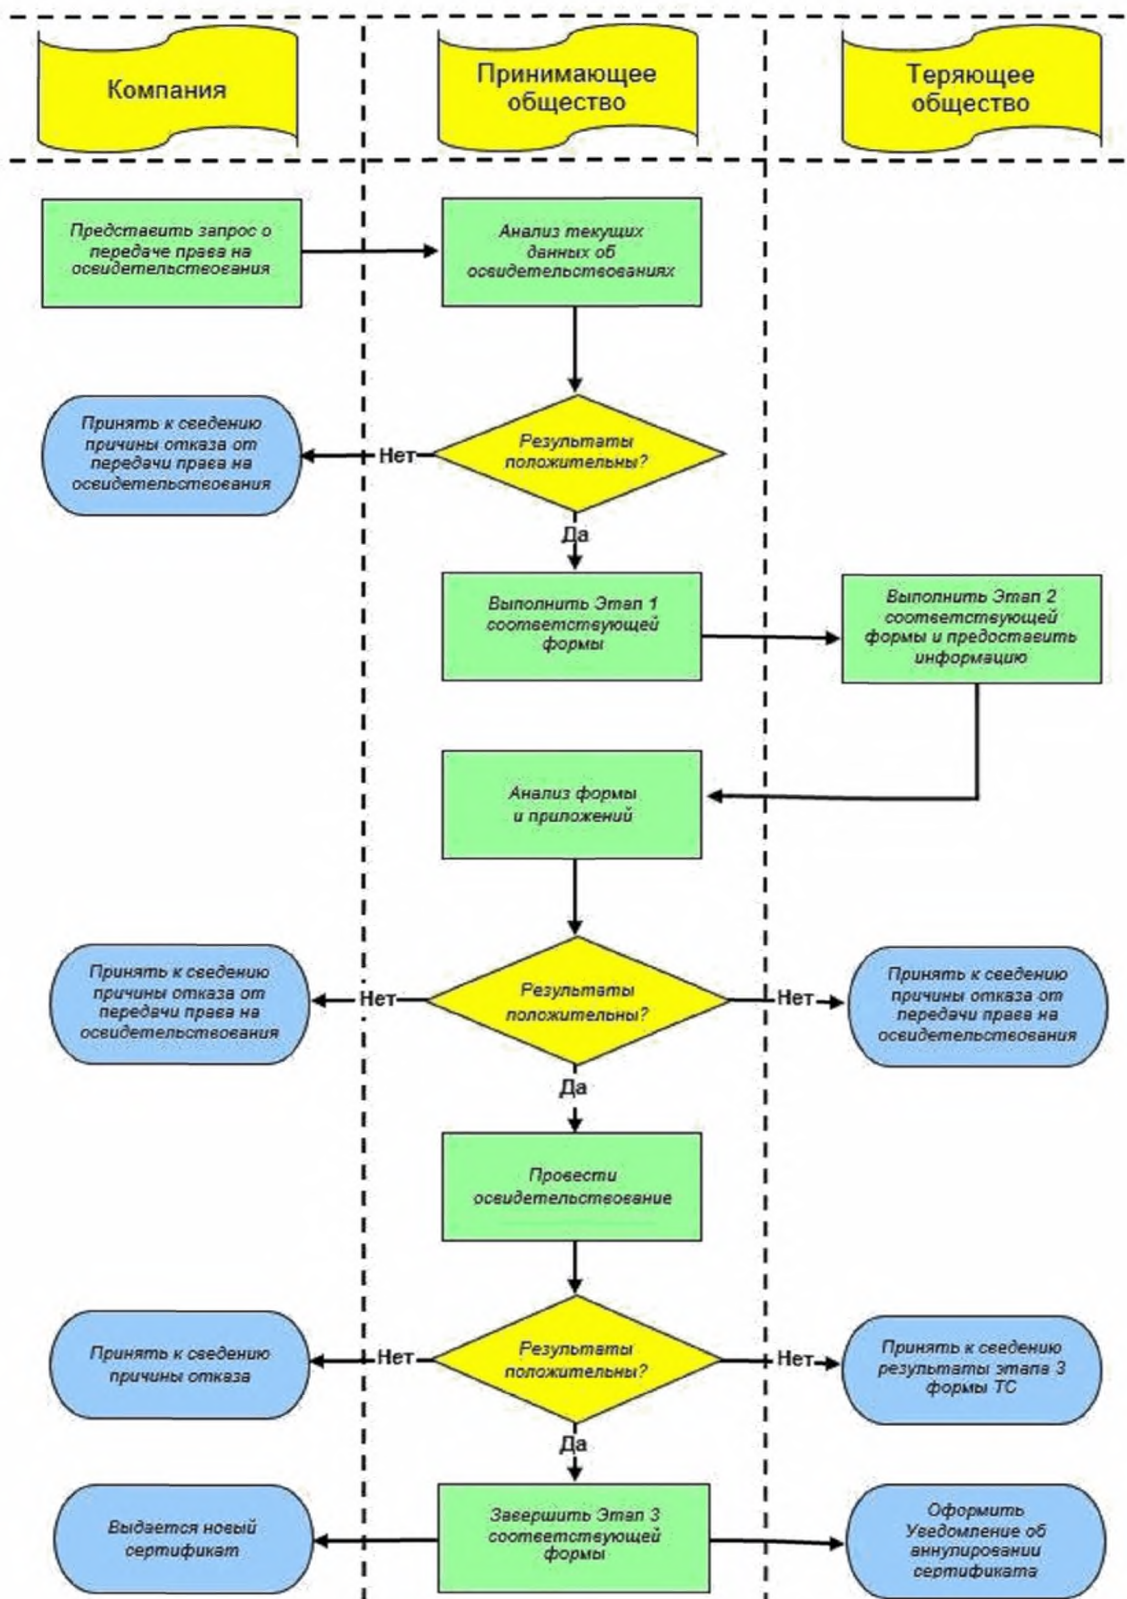 Компания
Принимающее
общество
Теряющее
общество
Представить запрос о
передаче права на
освидетельствования
Анализ текущих
данных об
освидетельствованиях
Принять к сведению
причины отказа от
передачи права на
освидетельствования
Нет
Результаты
положительны?
Да
Выполнить Этап 1
соответствующей
формы
Выполнить Этап 2
соответствующей
формы и предоставить
информацию
Анализ формы
и приложений
Принять к сведению
причины отказа от
передачи права на
освидетельствования
Нет
Результаты
положительны?
Нет
Принять к сведению
причины отказа от
передачи права на
освидетельствования
Да
Провести
освидетельствование
Принять к сведению
причины отказа
Нет
Результаты
положительны?
Нет
Принять к сведению
результаты этапа 3
формы ТС
Да
Выдается новый
сертификат
Завершить Этап 3
соответствующей
формы
Оформить
Уведомление об
аннулировании
сертификата